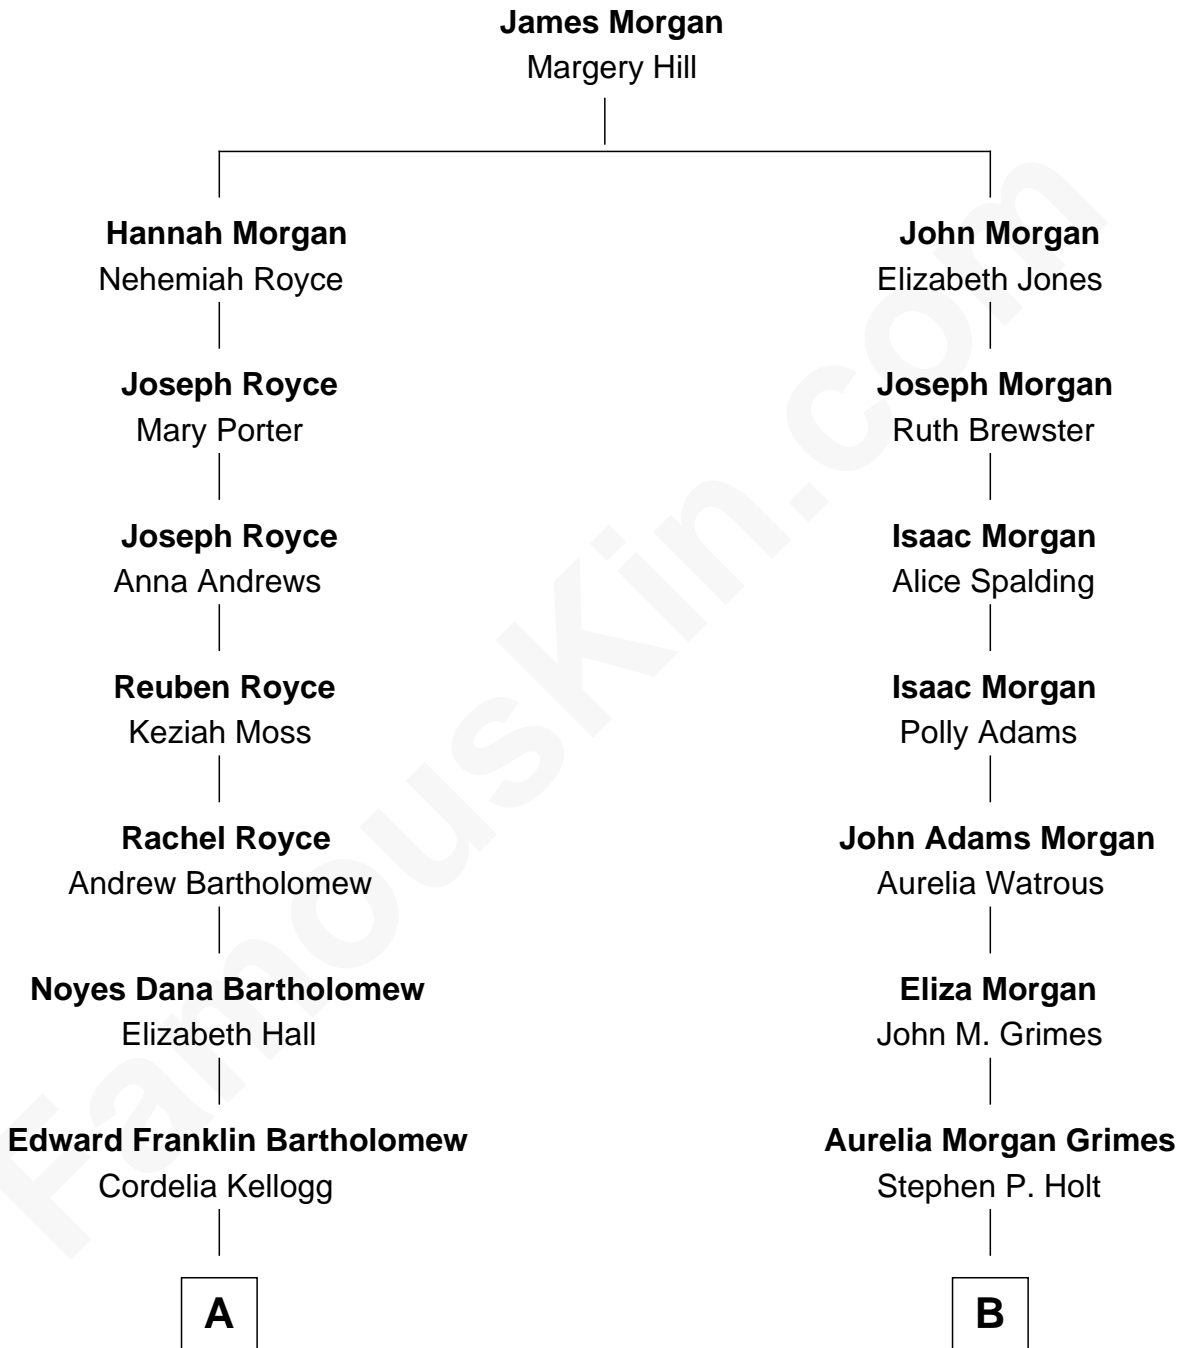 James Morgan
Margery Hill
Hannah Morgan
Nehemiah Royce
John Morgan
Elizabeth Jones
Joseph Royce
Mary Porter
Joseph Morgan
Ruth Brewster
Joseph Royce
Anna Andrews
Isaac Morgan
Alice Spalding
Reuben Royce
Keziah Moss
Isaac Morgan
Polly Adams
Rachel Royce
Andrew Bartholomew
John Adams Morgan
Aurelia Watrous
Noyes Dana Bartholomew
Elizabeth Hall
Eliza Morgan
John M. Grimes
Edward Franklin Bartholomew
Cordelia Kellogg
Aurelia Morgan Grimes
Stephen P. Holt
A
B
FamousKin.com